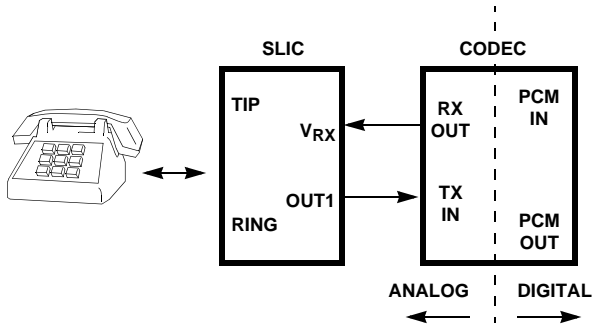 SLIC
CODEC
TIP
RING
VRX
OUT1
RX
OUT
TX
IN
PCM
IN
PCM
OUT
ANALOG
DIGITAL